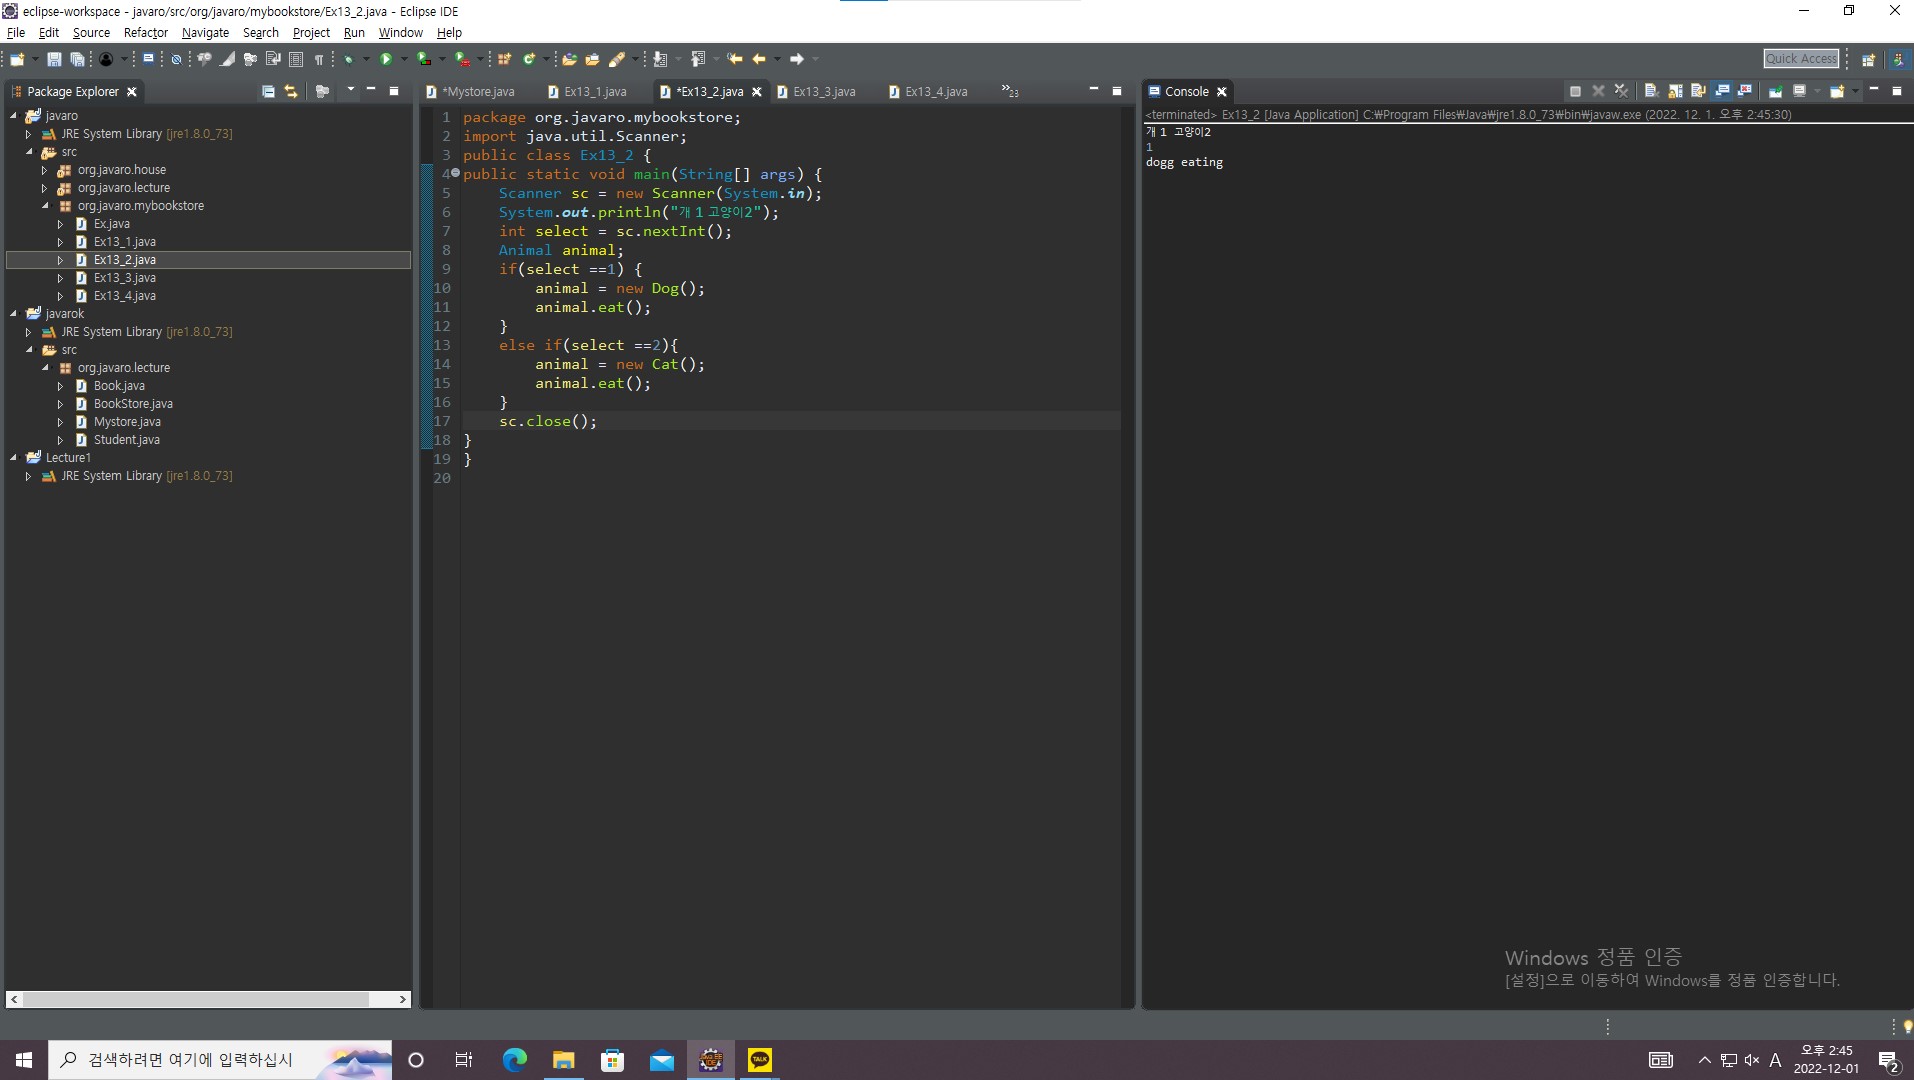 eclipse-workspace - javaro/src/org/javaro/mybookstore/Ex13_2.java - Eclipse IDE
File Edit Source Refactor Navigate Search Project Run Window Help
Quick Access
Package Explorer
javaro
JRE System Library [jre1.8.0_73]
src
org.javaro.house
org.javaro.lecture
org.javaro.mybookstore
Ex.java
Ex13_1.java
Ex13_2.java
Ex13_3.java
Ex13_4.java
javarok
JRE System Library [jre1.8.0_73]
src
org.javaro.lecture
Book.java
BookStore.java
Mystore.java
Student.java
Lecture1
JRE System Library [jre1.8.0_73]
*Mystore.java Ex13_1.java *Ex13_2.java Ex13_3.java Ex13_4.java »23
1 package org.javaro.mybookstore;
2 import java.util.Scanner;
3 public class Ex13_2 {
4 public static void main(String[] args) {
5 Scanner sc = new Scanner(System.in);
6 System.out.println("개 1 고양이2");
7 int select = sc.nextInt();
8 Animal animal;
9 if(select ==1) {
10 animal = new Dog();
11 animal.eat();
12 }
13 else if(select ==2){
14 animal = new Cat();
15 animal.eat();
16 }
17 sc.close();
18 }
19 }
20
Console
<terminated> Ex13_2 [Java Application] C:₩Program Files₩Java₩jre1.8.0_73₩bin₩javaw.exe (2022. 12. 1. 오후 2:45:30)
개 1 고양이2
1
dogg eating
Windows 정품 인증
[설정]으로 이동하여 Windows를 정품 인증합니다.
검색하려면 여기에 입력하십시
TALK
A
오후 2:45
2022-12-01
2